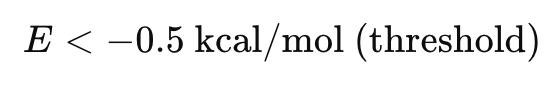 E < −0.5 kcal/mol (threshold)